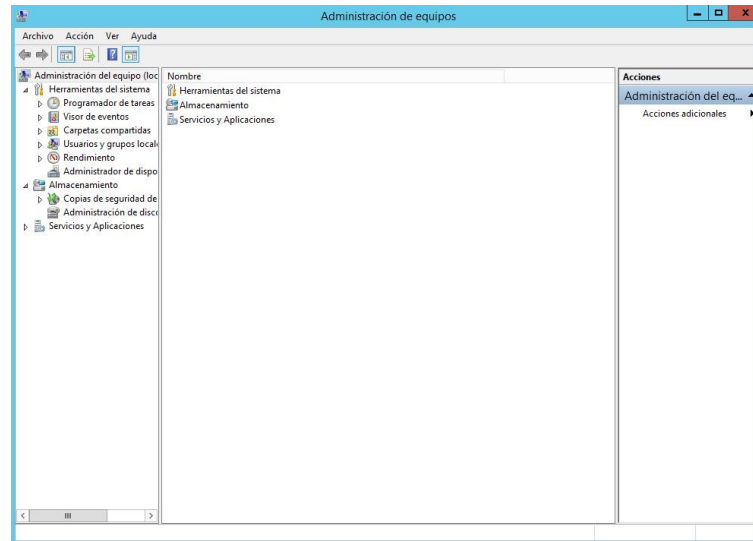 Administración de equipos
Archivo Acción Ver Ayuda
Administración del equipo (loc
Herramientas del sistema
Programador de tareas
Visor de eventos
Carpetas compartidas
Usuarios y grupos locale
Rendimiento
Administrador de dispo
Almacenamiento
Copias de seguridad de
Administración de disco
Servicios y Aplicaciones
Nombre
Herramientas del sistema
Almacenamiento
Servicios y Aplicaciones
Acciones
Administración del eq...
Acciones adicionales